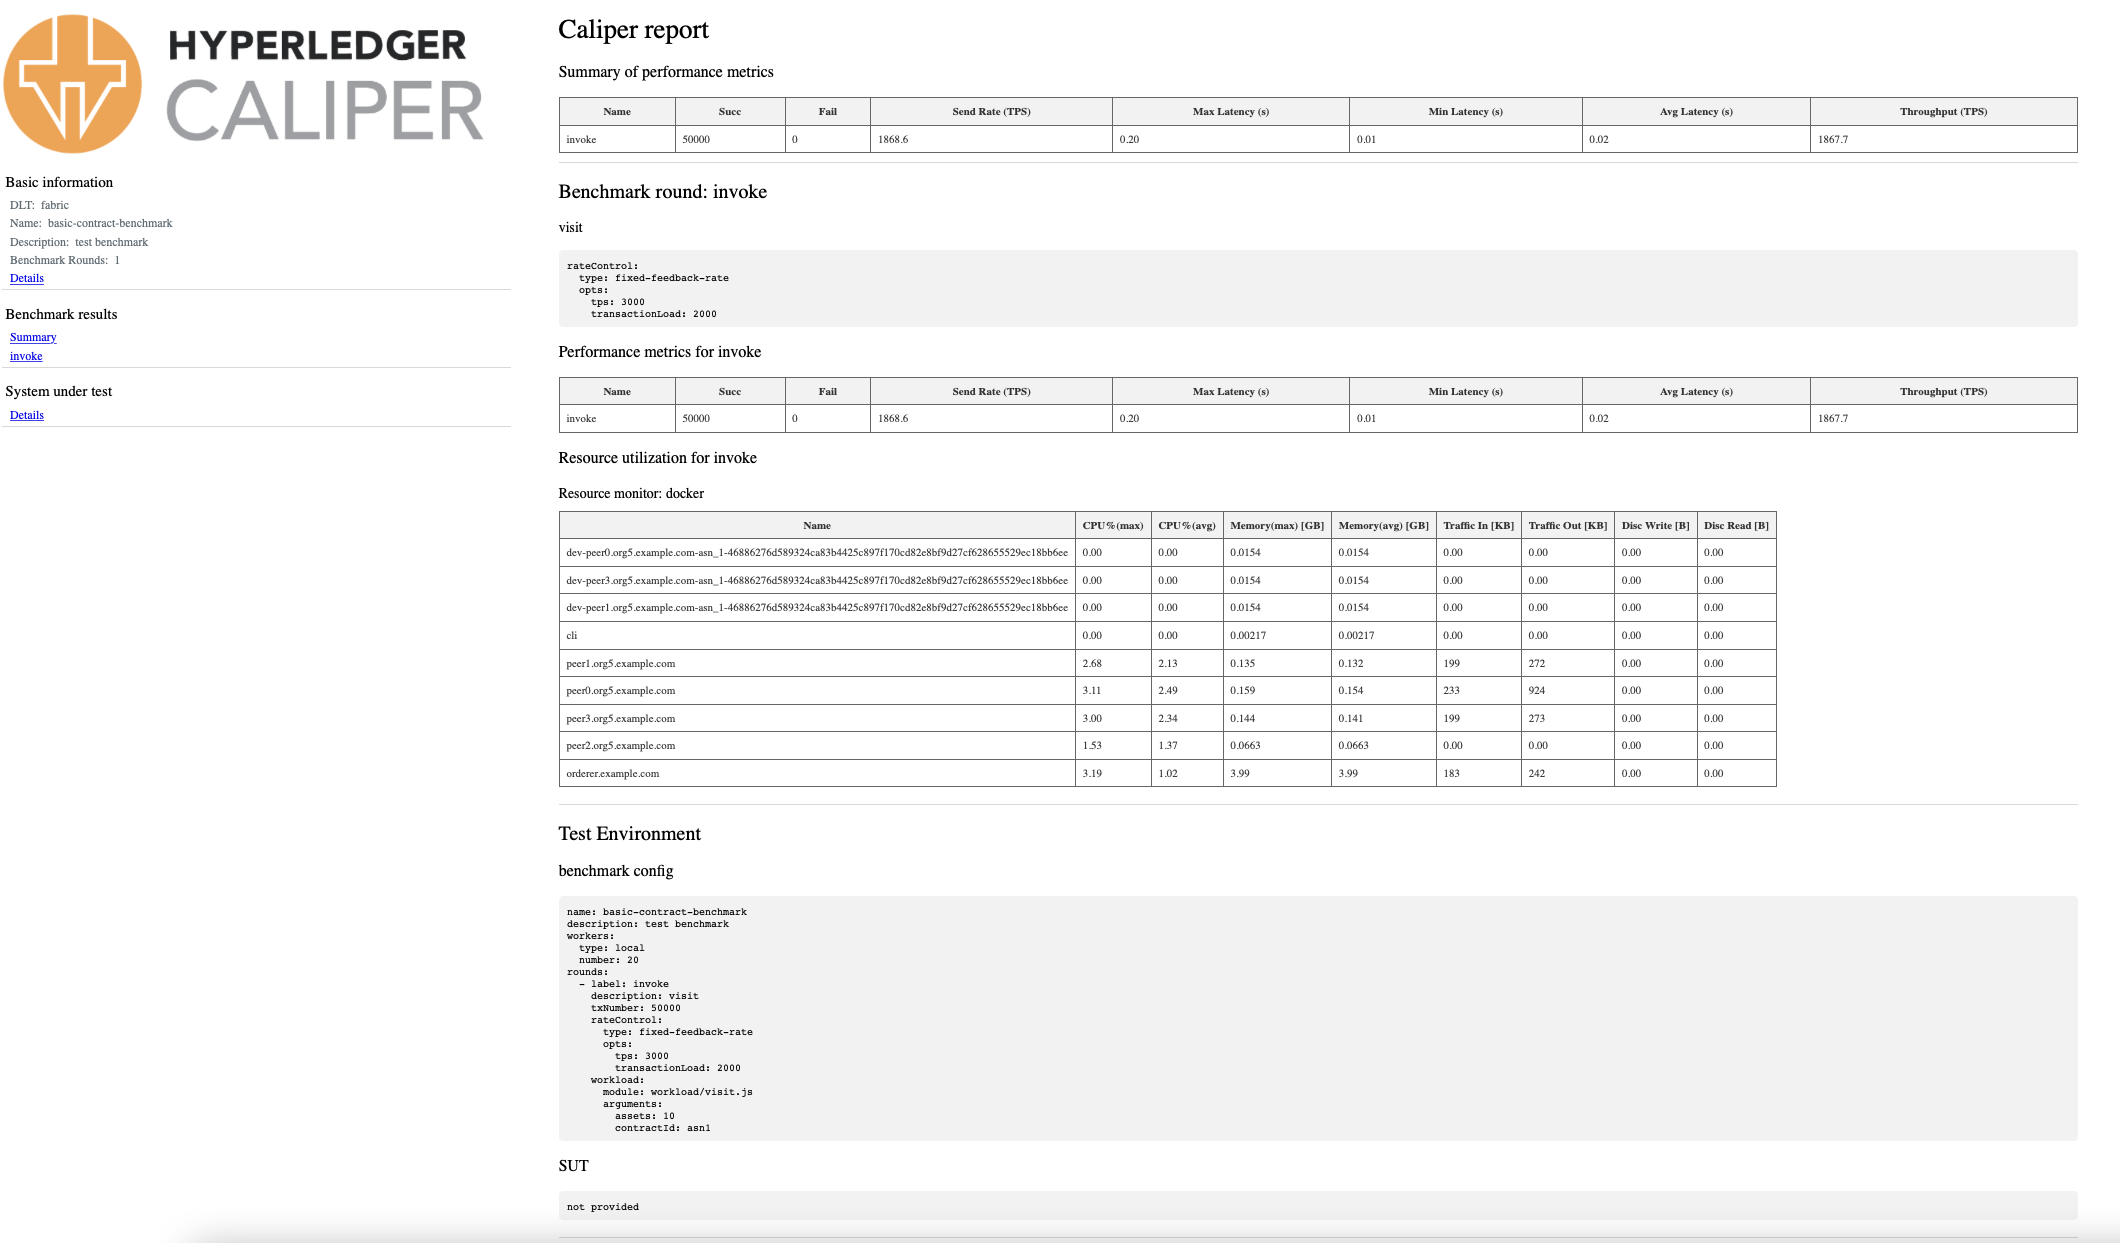 HYPERLEDGER
CALIPER
Basic information
DLT: fabric
Name: basic-contract-benchmark
Description: test benchmark
Benchmark Rounds: 1
Details
Benchmark results
Summary
invoke
System under test
Details
Caliper report
Summary of performance metrics
Name Succ Fail Send Rate (TPS) Max Latency (s) Min Latency (s) Avg Latency (s) Throughput (TPS)
invoke 50000 0 1868.6 0.20 0.01 0.02 1867.7
Benchmark round: invoke
visit
rateControl:
  type: fixed-feedback-rate
  opts:
    tps: 3000
    transactionLoad: 2000
Performance metrics for invoke
Name Succ Fail Send Rate (TPS) Max Latency (s) Min Latency (s) Avg Latency (s) Throughput (TPS)
invoke 50000 0 1868.6 0.20 0.01 0.02 1867.7
Resource utilization for invoke
Resource monitor: docker
Name CPU%(max) CPU%(avg) Memory(max) [GB] Memory(avg) [GB] Traffic In [KB] Traffic Out [KB] Disc Write [B] Disc Read [B]
dev-peer0.org5.example.com-asn_1-46886276d589324ca83b4425c897f170cd82e8bf9d27cf628655529ec18bb6ee 0.00 0.00 0.0154 0.0154 0.00 0.00 0.00 0.00
dev-peer3.org5.example.com-asn_1-46886276d589324ca83b4425c897f170cd82e8bf9d27cf628655529ec18bb6ee 0.00 0.00 0.0154 0.0154 0.00 0.00 0.00 0.00
dev-peer1.org5.example.com-asn_1-46886276d589324ca83b4425c897f170cd82e8bf9d27cf628655529ec18bb6ee 0.00 0.00 0.0154 0.0154 0.00 0.00 0.00 0.00
cli 0.00 0.00 0.00217 0.00217 0.00 0.00 0.00 0.00
peer1.org5.example.com 2.68 2.13 0.135 0.132 199 272 0.00 0.00
peer0.org5.example.com 3.11 2.49 0.159 0.154 233 924 0.00 0.00
peer3.org5.example.com 3.00 2.34 0.144 0.141 199 273 0.00 0.00
peer2.org5.example.com 1.53 1.37 0.0663 0.0663 0.00 0.00 0.00 0.00
orderer.example.com 3.19 1.02 3.99 3.99 183 242 0.00 0.00
Test Environment
benchmark config
name: basic-contract-benchmark
description: test benchmark
workers:
  type: local
  number: 20
rounds:
  - label: invoke
    description: visit
    txNumber: 50000
    rateControl:
      type: fixed-feedback-rate
      opts:
        tps: 3000
        transactionLoad: 2000
    workload:
      module: workload/visit.js
      arguments:
        assets: 10
        contractId: asn1
SUT
not provided